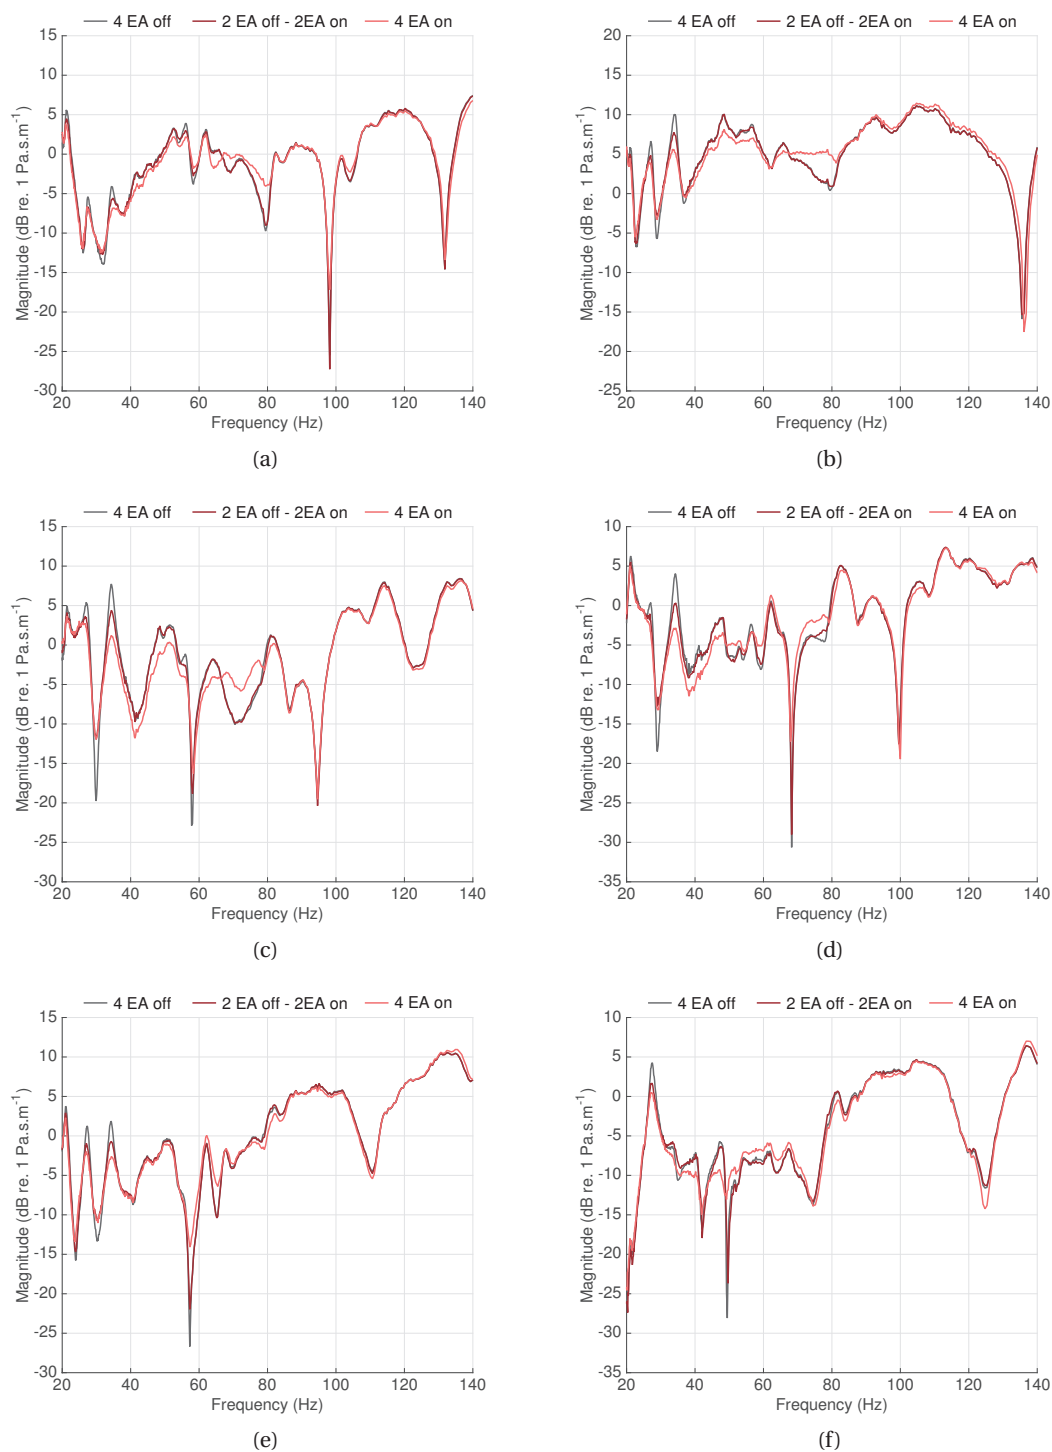 4 EA off 2 EA off - 2EA on 4 EA on
15
10
5
0
-5
-10
-15
-20
-25
-30
Magnitude (dB re. 1 Pa.s.m⁻¹)
20 40 60 80 100 120 140
Frequency (Hz)
(a)
4 EA off 2 EA off - 2EA on 4 EA on
20
15
10
5
0
-5
-10
-15
-20
-25
Magnitude (dB re. 1 Pa.s.m⁻¹)
20 40 60 80 100 120 140
Frequency (Hz)
(b)
4 EA off 2 EA off - 2EA on 4 EA on
15
10
5
0
-5
-10
-15
-20
-25
-30
Magnitude (dB re. 1 Pa.s.m⁻¹)
20 40 60 80 100 120 140
Frequency (Hz)
(c)
4 EA off 2 EA off - 2EA on 4 EA on
10
5
0
-5
-10
-15
-20
-25
-30
-35
Magnitude (dB re. 1 Pa.s.m⁻¹)
20 40 60 80 100 120 140
Frequency (Hz)
(d)
4 EA off 2 EA off - 2EA on 4 EA on
15
10
5
0
-5
-10
-15
-20
-25
-30
Magnitude (dB re. 1 Pa.s.m⁻¹)
20 40 60 80 100 120 140
Frequency (Hz)
(e)
4 EA off 2 EA off - 2EA on 4 EA on
10
5
0
-5
-10
-15
-20
-25
-30
-35
Magnitude (dB re. 1 Pa.s.m⁻¹)
20 40 60 80 100 120 140
Frequency (Hz)
(f)